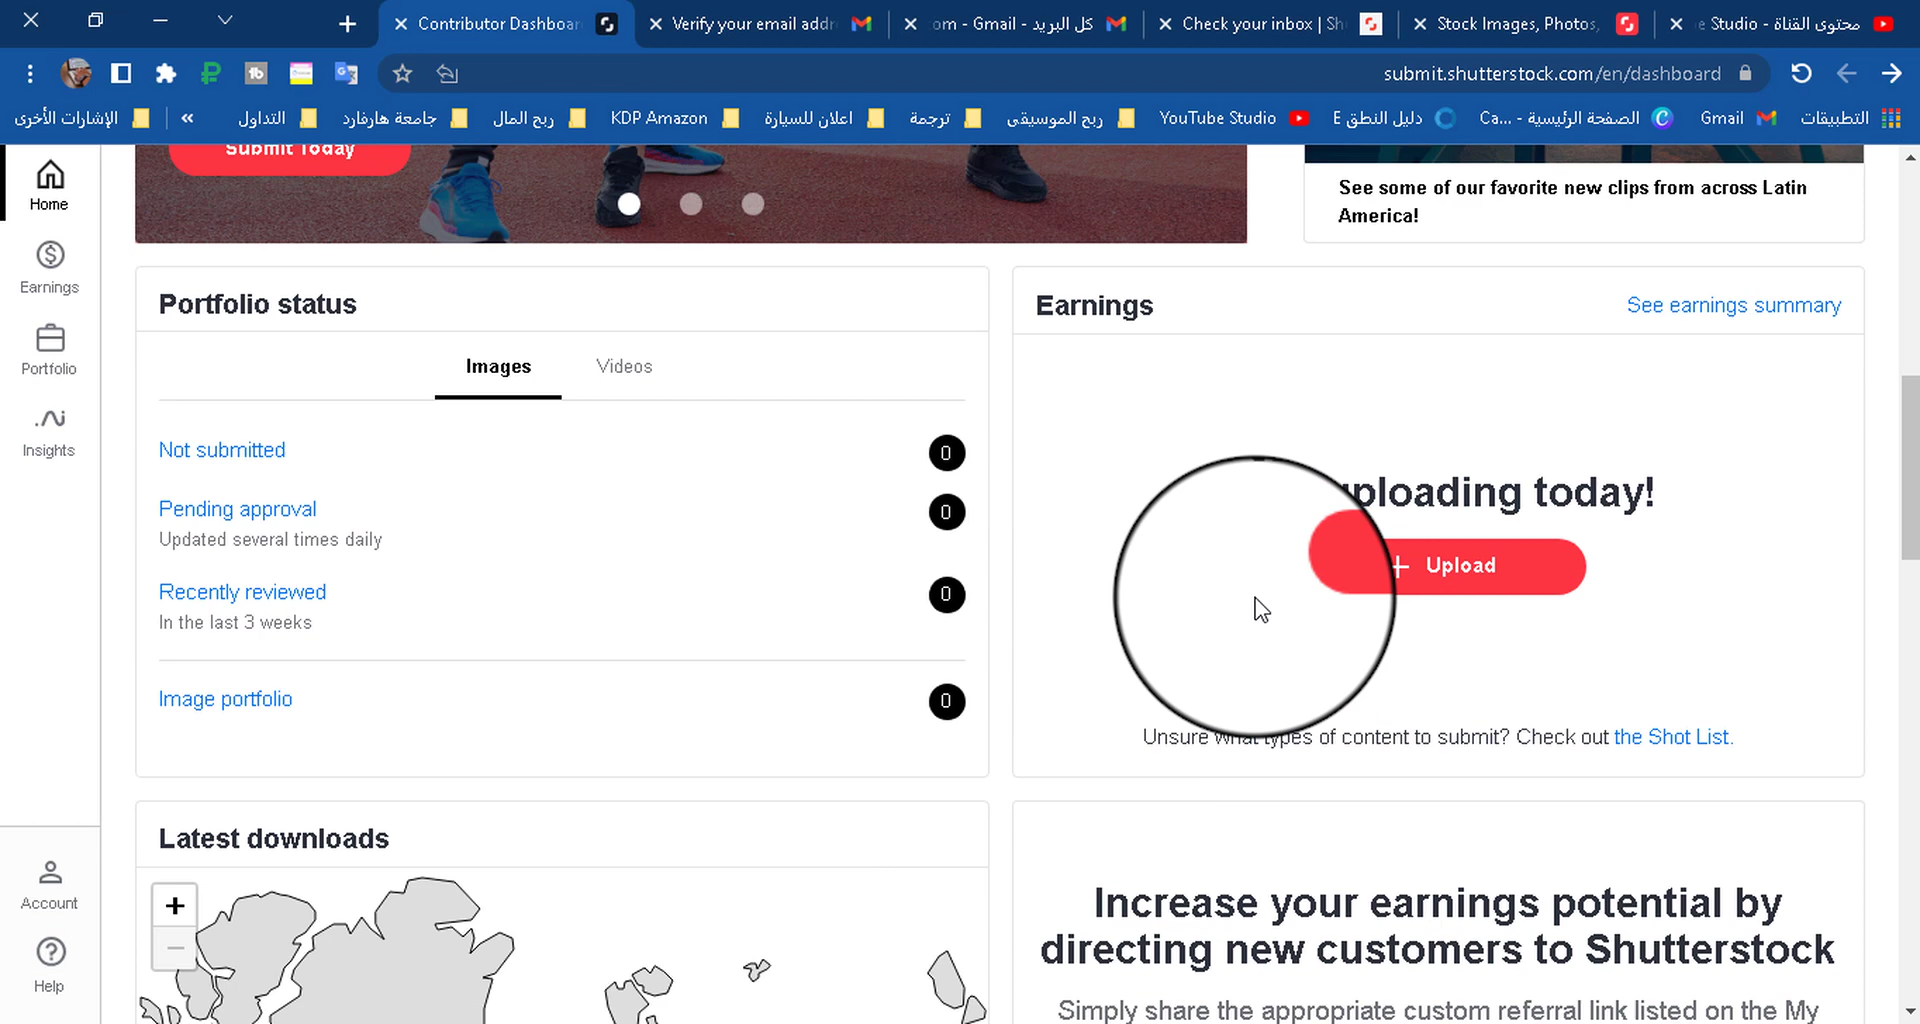 Contributor Dashboar
Verify your email addr
كل البريد - Gmail - om
Check your inbox | Sh
Stock Images, Photos,
محتوى القناة - e Studio
submit.shutterstock.com/en/dashboard
التطبيقات
Gmail
الصفحة الرئيسية - ...Ca
دليل النطق E
YouTube Studio
ربح الموسيقى
ترجمة
اعلان للسيارة
KDP Amazon
ربح المال
جامعة هارفارد
التداول
»
الإشارات الأخرى
Home
Earnings
Portfolio
Insights
Account
Help
Submit Today
See some of our favorite new clips from across Latin
America!
Portfolio status
Images
Videos
Not submitted
0
Pending approval
0
Updated several times daily
Recently reviewed
0
In the last 3 weeks
Image portfolio
0
Earnings
See earnings summary
uploading today!
+ Upload
Unsure what types of content to submit? Check out the Shot List.
Latest downloads
+
−
Increase your earnings potential by
directing new customers to Shutterstock
Simply share the appropriate custom referral link listed on the My